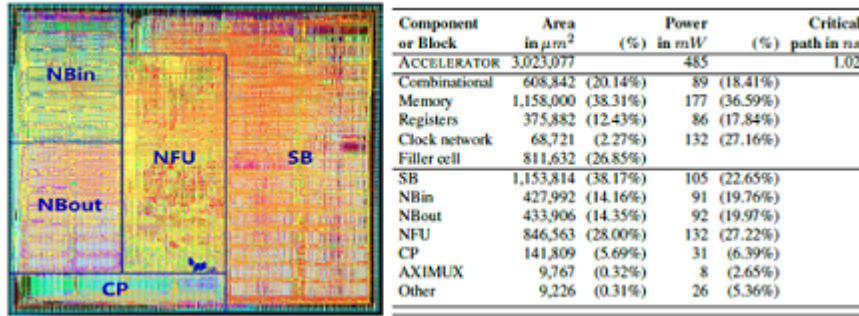 NBin
NFU
SB
NBout
CP
Component Area Power Critical
or Block in μm² (%) in mW (%) path in ns
ACCELERATOR 3,023,077 485 1.02
Combinational 608,842 (20.14%) 89 (18.41%)
Memory 1,158,000 (38.31%) 177 (36.59%)
Registers 375,882 (12.43%) 86 (17.84%)
Clock network 68,721 (2.27%) 132 (27.16%)
Filler cell 811,632 (26.85%)
SB 1,153,814 (38.17%) 105 (22.65%)
NBin 427,992 (14.16%) 91 (19.76%)
NBout 433,906 (14.35%) 92 (19.97%)
NFU 846,563 (28.00%) 132 (27.22%)
CP 141,809 (5.69%) 31 (6.39%)
AXIMUX 9,767 (0.32%) 8 (2.65%)
Other 9,226 (0.31%) 26 (5.36%)